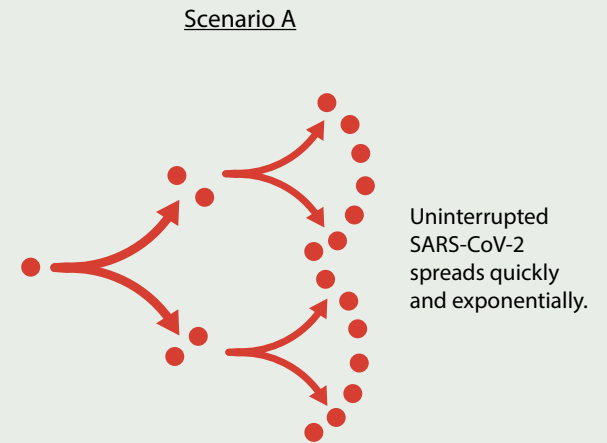 Scenario A
Uninterrupted
SARS-CoV-2
spreads quickly
and exponentially.